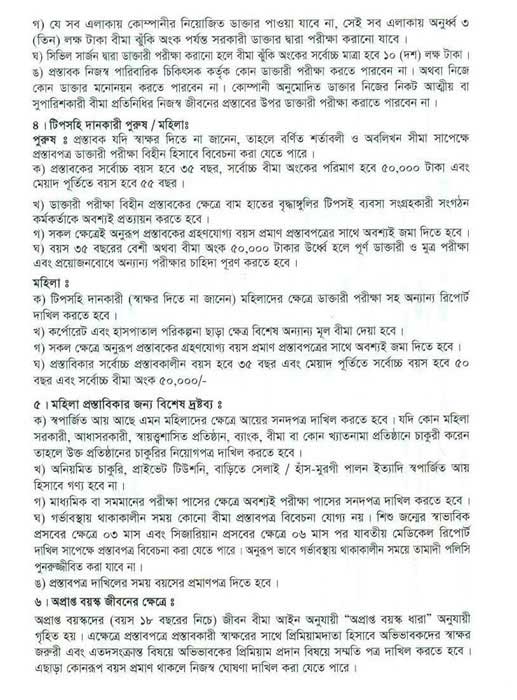 গ) যে সব এলাকায় কোম্পানীর নিয়োজিত ডাক্তার পাওয়া যাবে না, সেই সব এলাকায় অনুর্ধ্ব ৩
(তিন) লক্ষ টাকা বীমা ঝুঁকি অংক পর্যন্ত সরকারী ডাক্তার দ্বারা পরীক্ষা করানো যাবে।
ঘ) সিভিল সার্জন দ্বারা ডাক্তারী পরীক্ষা করানো হলে বীমা ঝুঁকি অংকের সর্বোচ্চ মাত্রা হবে ১০ (দশ) লক্ষ টাকা।
ঙ) প্রস্তাবক নিজস্ব পারিবারিক চিকিৎসক কর্তৃক কোন ডাক্তারী পরীক্ষা করতে পারবেন না। অথবা নিজে
কোন ডাক্তার মনোনয়ন করতে পারবেন না। কোম্পানী অনুমোদিত ডাক্তার নিজের নিকট আত্মীয় বা
সুপারিশকারী বীমা প্রতিনিধির নিজস্ব জীবনের প্রস্তাবের উপর ডাক্তারী পরীক্ষা করাতে পারবেন না।
৪। টিপসহি দানকারী পুরুষ / মহিলাঃ
পুরুষ ঃ প্রস্তাবক যদি স্বাক্ষর দিতে না জানেন, তাহলে বর্ণিত শর্তাবলী ও অবলিখন সীমা সাপেক্ষে
প্রস্তাবপত্র ডাক্তারী পরীক্ষা বিহীন হিসাবে বিবেচনা করা যেতে পারে।
ক) প্রস্তাবকের সর্বোচ্চ বয়স হবে ৩৫ বছর, সর্বোচ্চ বীমা অংকের পরিমাণ হবে ৫০,০০০ টাকা এবং
মেয়াদ পূর্তিতে বয়স হবে ৫৫ বছর।
খ) ডাক্তারী পরীক্ষা বিহীন প্রস্তাবকের ক্ষেত্রে বাম হাতের বৃদ্ধাঙ্গুলির টিপসই ব্যবসা সংগ্রহকারী সংগঠন
কর্মকর্তাকে অবশ্যই প্রত্যায়ন করতে হবে।
গ) সকল ক্ষেত্রেই অনুরূপ প্রস্তাবকের গ্রহণযোগ্য বয়স প্রমাণ প্রস্তাবপত্রের সাথে অবশ্যই জমা দিতে হবে।
ঘ) বয়স ৩৫ বছরের বেশী অথবা বীমা অংক ৫০,০০০ টাকার উর্ধ্বে হলে পূর্ণ ডাক্তারী ও মুত্র পরীক্ষা
এবং প্রয়োজনবোধে অন্যান্য পরীক্ষার চাহিদা পূরণ করতে হবে।
মহিলা ঃ
ক) টিপসহি দানকারী (স্বাক্ষর দিতে না জানেন) মহিলাদের ক্ষেত্রে ডাক্তারী পরীক্ষা সহ অন্যান্য রিপোর্ট
দাখিল করতে হবে।
খ) কর্পোরেট এবং হাসপাতাল পরিকল্পনা ছাড়া ক্ষেত্র বিশেষ অন্যান্য মূল বীমা দেয়া হবে।
গ) সকল ক্ষেত্রে অনুরূপ প্রস্তাবকের গ্রহণযোগ্য বয়স প্রমাণ প্রস্তাবপত্রের সাথে অবশ্যই জমা দিতে হবে।
ঘ) প্রস্তাবিকার সর্বোচ্চ প্রস্তাবকালীন বয়স হবে ৩৫ বছর এবং মেয়াদ পূর্তিতে সর্বোচ্চ বয়স হবে ৫০
বছর এবং সর্বোচ্চ বীমা অংক ৫০,০০০/-
৫। মহিলা প্রস্তাবিকার জন্য বিশেষ দ্রষ্টব্য ঃ
ক) স্বপার্জিত আয় আছে এমন মহিলাদের ক্ষেত্রে আয়ের সনদপত্র দাখিল করতে হবে। যদি কোন মহিলা
সরকারী, আধাসরকারী, স্বায়ত্ত্বশাসিত প্রতিষ্ঠান, ব্যাংক, বীমা বা কোন খ্যাতনামা প্রতিষ্ঠানে চাকুরী করেন
তাহলে উক্ত প্রতিষ্ঠানের চাকুরির নিয়োগপত্র দাখিল করতে হবে।
খ) অনিয়মিত চাকুরি, প্রাইভেট টিউশনি, বাড়িতে সেলাই / হাঁস-মুরগী পালন ইত্যাদি স্বপার্জিত আয়
হিসাবে গণ্য হবে না।
গ) মাধ্যমিক বা সমমানের পরীক্ষা পাসের ক্ষেত্রে অবশ্যই পরীক্ষা পাসের সনদপত্র দাখিল করতে হবে।
ঘ) গর্ভাবস্থায় থাকাকালীন সময় কোনো বীমা প্রস্তাবপত্র বিবেচনা যোগ্য নয়। শিশু জন্মের স্বাভাবিক
প্রসবের ক্ষেত্রে ০৩ মাস এবং সিজারিয়ান প্রসবের ক্ষেত্রে ০৬ মাস পর যাবতীয় মেডিকেল রিপোর্ট
দাখিল সাপেক্ষে প্রস্তাবপত্র বিবেচনা করা যেতে পারে। অনুরূপ ভাবে গর্ভাবস্থায় থাকাকালীন সময়ে তামাদী পলিসি
পুনরুজ্জীবিত করা যাবে না।
ঙ) প্রস্তাবপত্র দাখিলের সময় বয়সের প্রমাণপত্র দিতে হবে।
৬। অপ্রাপ্ত বয়স্ক জীবনের ক্ষেত্রে ঃ
অপ্রাপ্ত বয়স্কদের (বয়স ১৮ বছরের নিচে) জীবন বীমা আইন অনুযায়ী “অপ্রাপ্ত বয়স্ক ধারা” অনুযায়ী
গৃহিত হয়। এক্ষেত্রে প্রস্তাবপত্রে প্রস্তাবকারী স্বাক্ষরের সাথে প্রিমিয়ামদাতা হিসাবে অভিভাবকদের স্বাক্ষর
জরুরী এবং এতদসংক্রান্ত বিষয়ে অভিভাবকের প্রিমিয়াম প্রদান বিষয়ে সম্মতি পত্র দাখিল করতে হবে।
এছাড়া কোনরূপ বয়স প্রমাণ থাকলে নিজস্ব ঘোষণা দাখিল করা যেতে পারে।